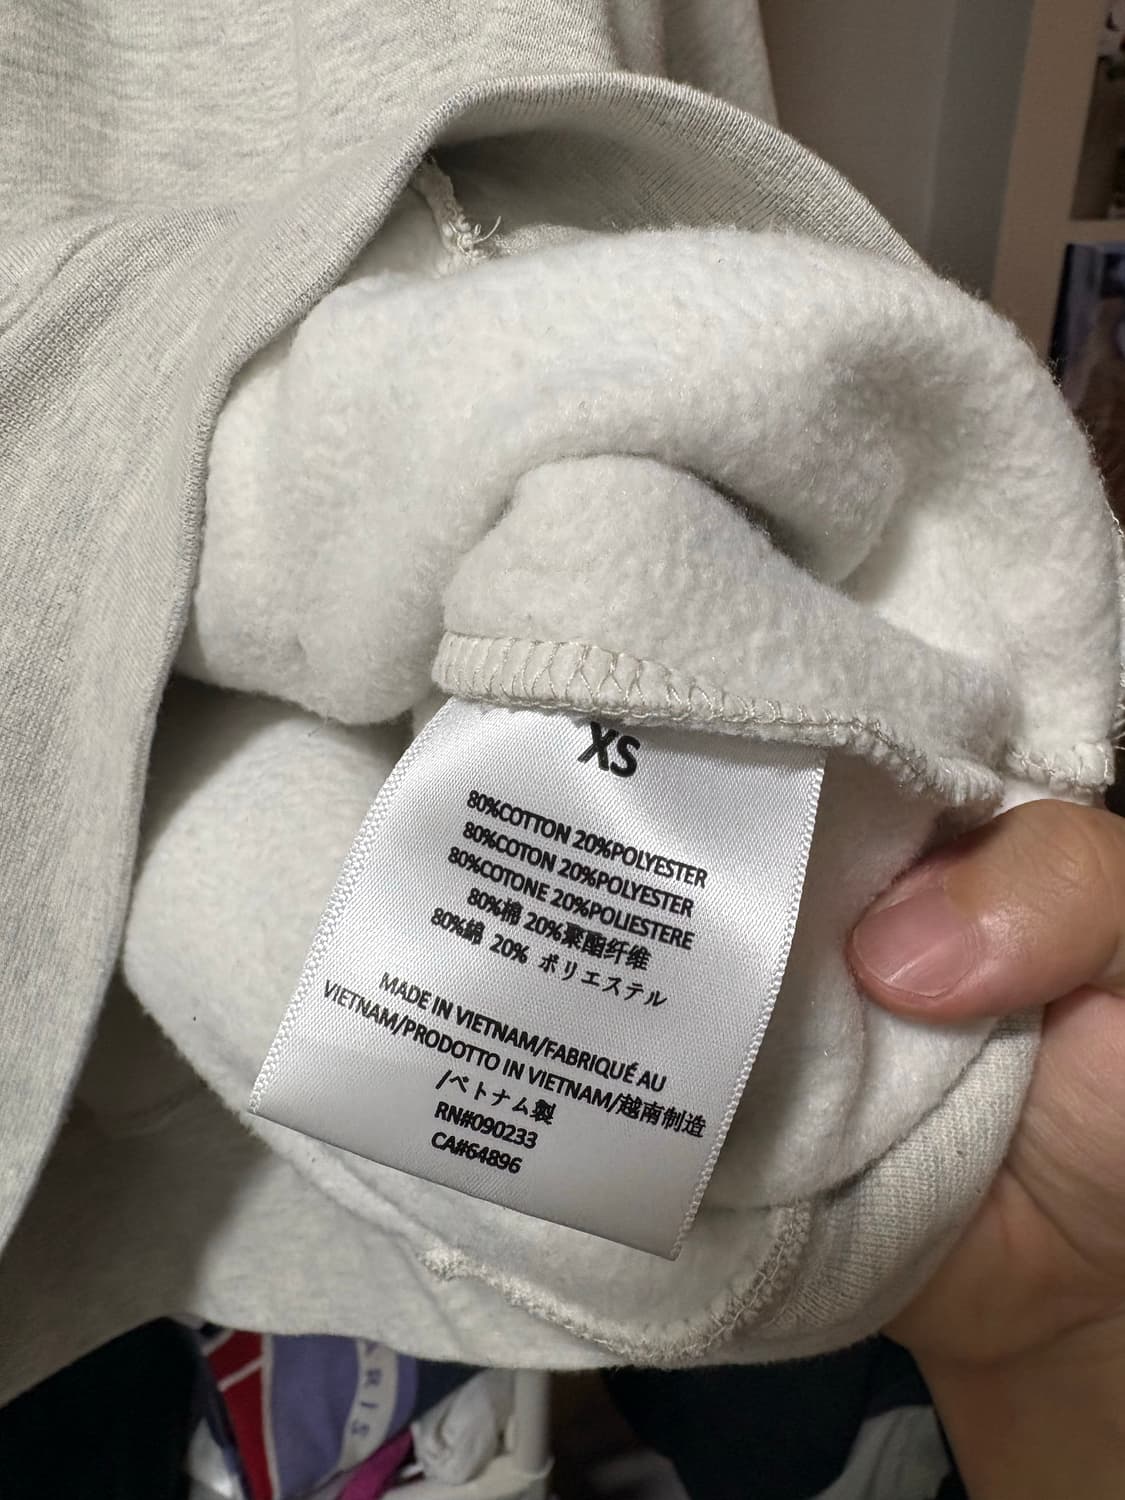 XS
80%COTTON 20%POLYESTER
80%COTON 20%POLYESTER
80%COTONE 20%POLIESTERE
80%棉 20%聚酯纤维
80%綿 20% ポリエステル
MADE IN VIETNAM/FABRIQUÉ AU
VIETNAM/PRODOTTO IN VIETNAM/越南制造
/ベトナム製
RN#090233
CA#64896
ARIS